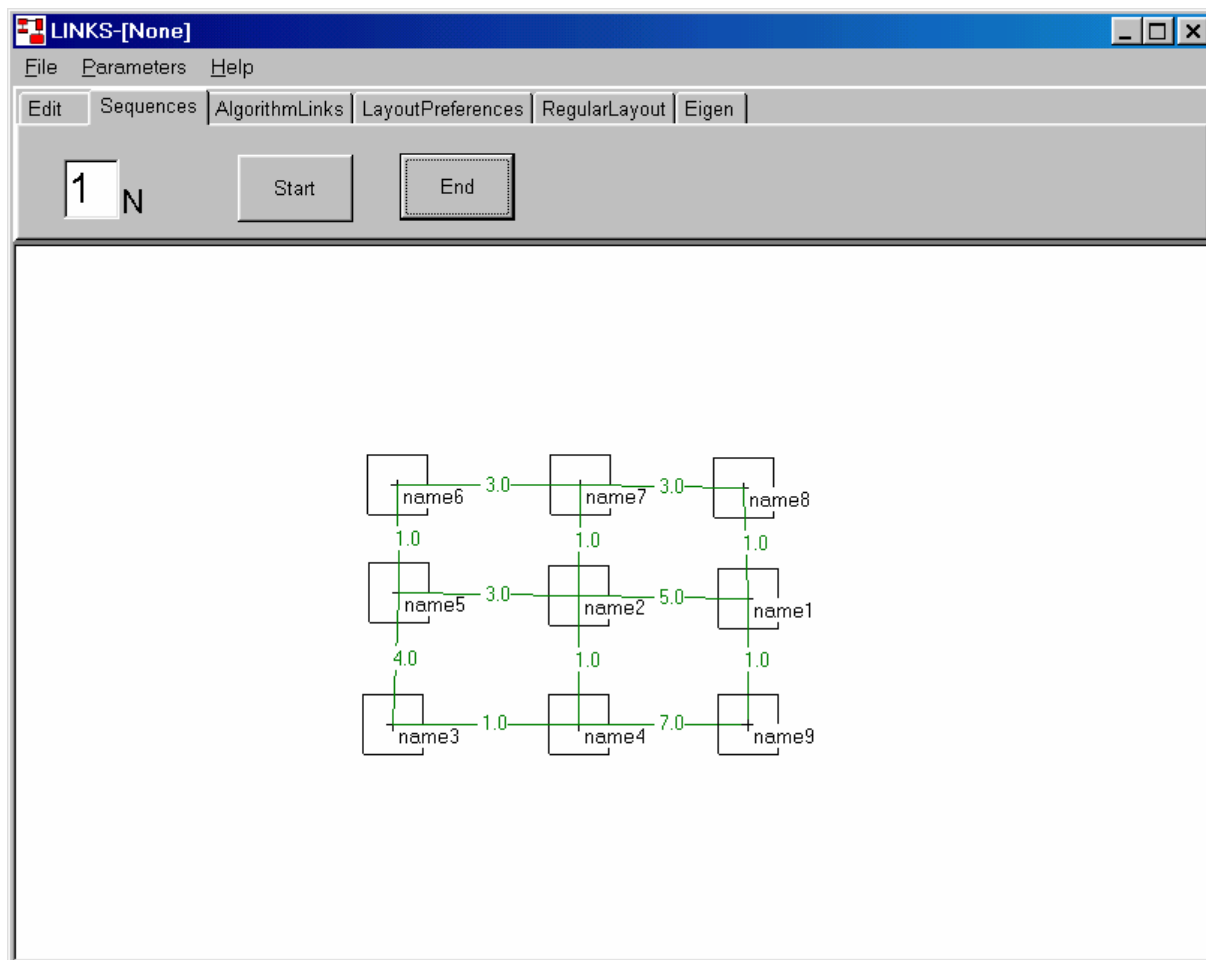 LINKS-[None]
File Parameters Help
Edit Sequences AlgorithmLinks LayoutPreferences RegularLayout Eigen
1 N Start End
3.0 3.0
name6 name7 name8
1.0 1.0 1.0
3.0 5.0
name5 name2 name1
4.0 1.0 1.0
1.0 7.0
name3 name4 name9